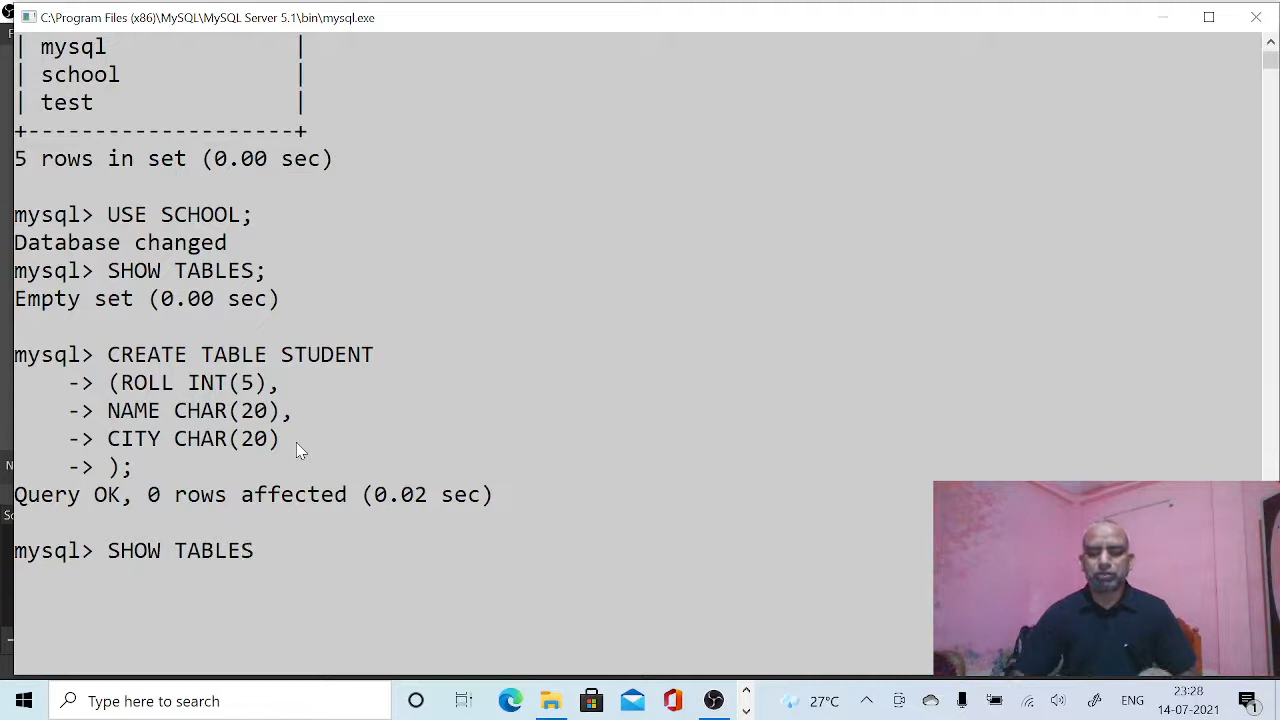 C:\Program Files (x86)\MySQL\MySQL Server 5.1\bin\mysql.exe
| mysql |
| school |
| test |
+--------------------+
5 rows in set (0.00 sec)
mysql> USE SCHOOL;
Database changed
mysql> SHOW TABLES;
Empty set (0.00 sec)
mysql> CREATE TABLE STUDENT
-> (ROLL INT(5),
-> NAME CHAR(20),
-> CITY CHAR(20)
-> );
Query OK, 0 rows affected (0.02 sec)
mysql> SHOW TABLES
Type here to search
27°C
ENG
23:28
14-07-2021
1